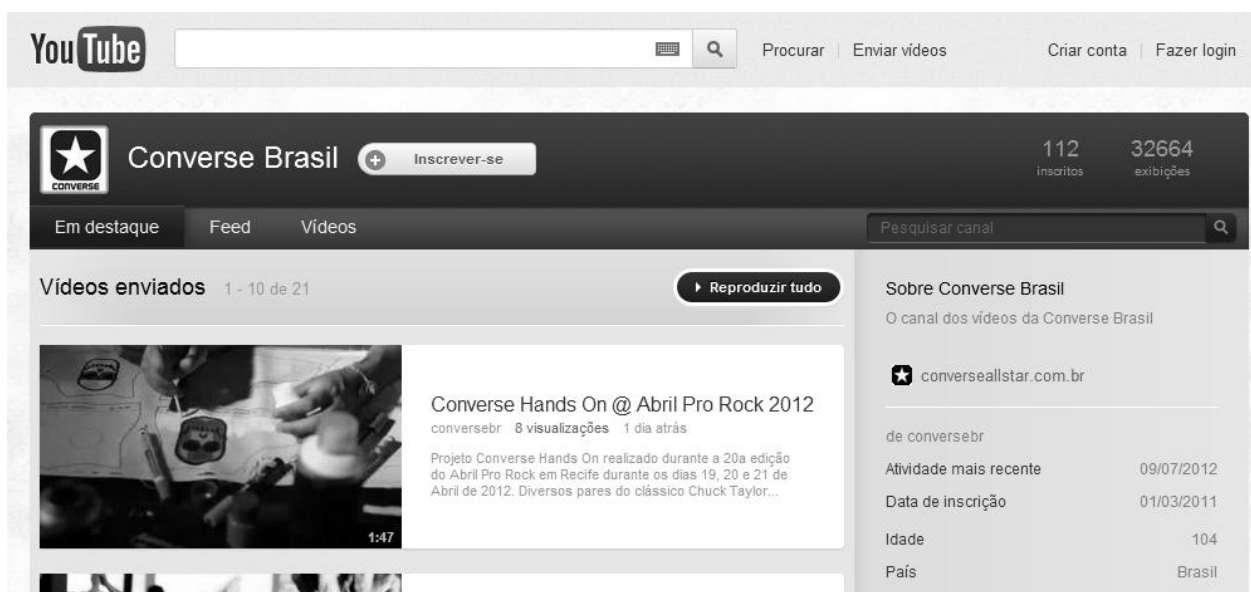 YouTube
Procurar | Enviar vídeos
Criar conta | Fazer login
CONVERSE
Converse Brasil
Inscrever-se
112
inscritos
32664
exibições
Em destaque
Feed
Vídeos
Pesquisar canal
Vídeos enviados 1 - 10 de 21
Reproduzir tudo
1:47
Converse Hands On @ Abril Pro Rock 2012
conversebr 8 visualizações 1 dia atrás
Projeto Converse Hands On realizado durante a 20a edição
do Abril Pro Rock em Recife durante os dias 19, 20 e 21 de
Abril de 2012. Diversos pares do clássico Chuck Taylor...
Sobre Converse Brasil
O canal dos vídeos da Converse Brasil
converseallstar.com.br
de conversebr
Atividade mais recente 09/07/2012
Data de inscrição 01/03/2011
Idade 104
País Brasil